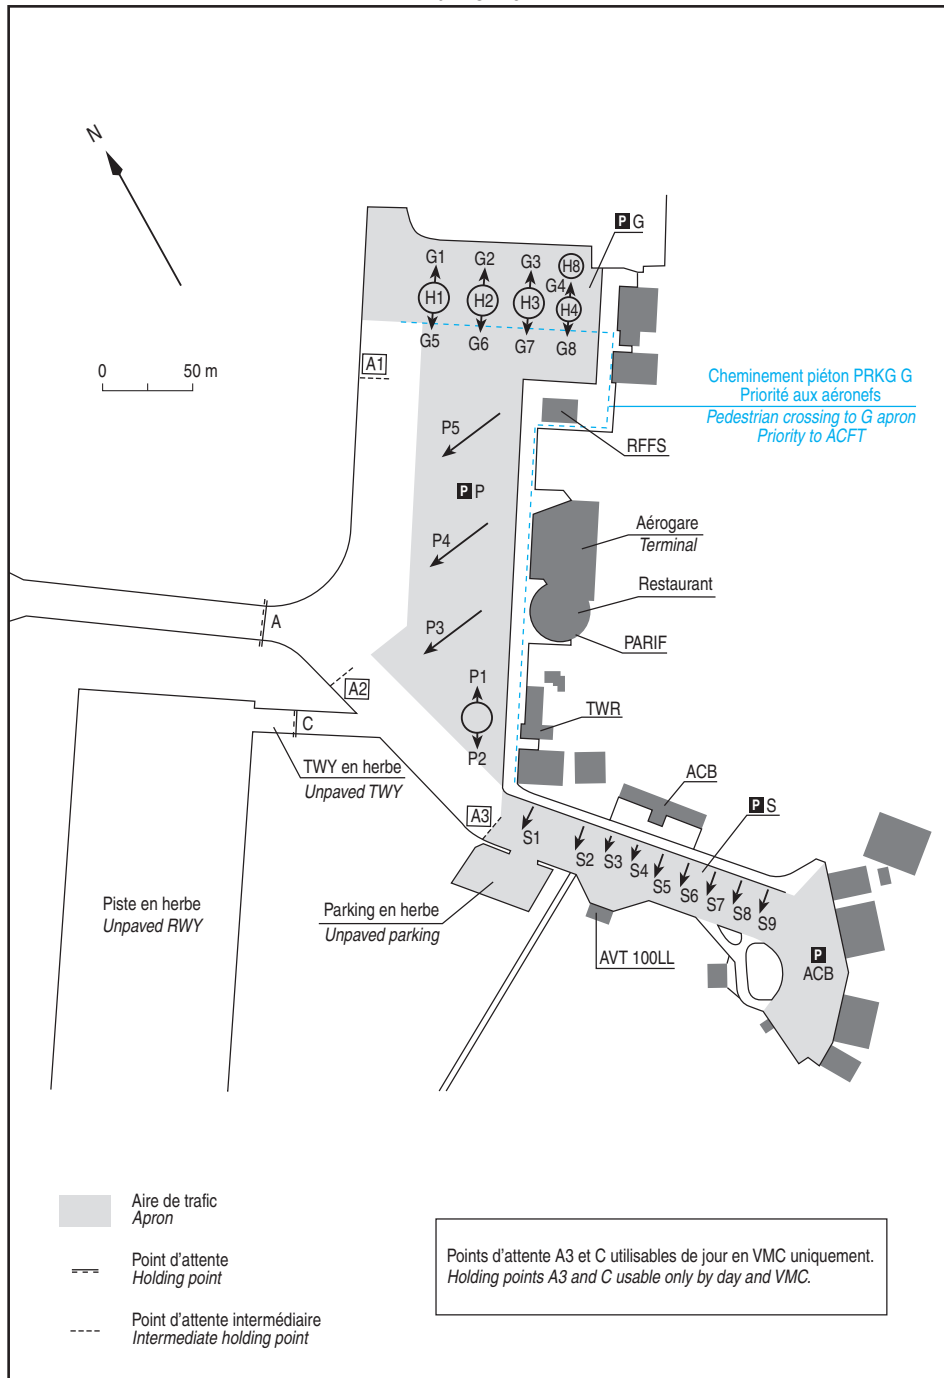 N
0 50 m
P G
G1 G2 G3 H8
G4
H1 H2 H3 H4
G5 G6 G7 G8
A1
Cheminement piéton PRKG G
Priorité aux aéronefs
Pedestrian crossing to G apron
Priority to ACFT
P5
RFFS
P P
P4
Aérogare
Terminal
Restaurant
A
P3
PARIF
A2
P1
C
TWR
P2
TWY en herbe
Unpaved TWY
ACB
P S
A3
S1
S2
S3
S4
S5
S6
S7
S8
S9
Piste en herbe
Unpaved RWY
Parking en herbe
Unpaved parking
AVT 100LL
P
ACB
Aire de trafic
Apron
Point d'attente
Holding point
Point d'attente intermédiaire
Intermediate holding point
Points d'attente A3 et C utilisables de jour en VMC uniquement.
Holding points A3 and C usable only by day and VMC.